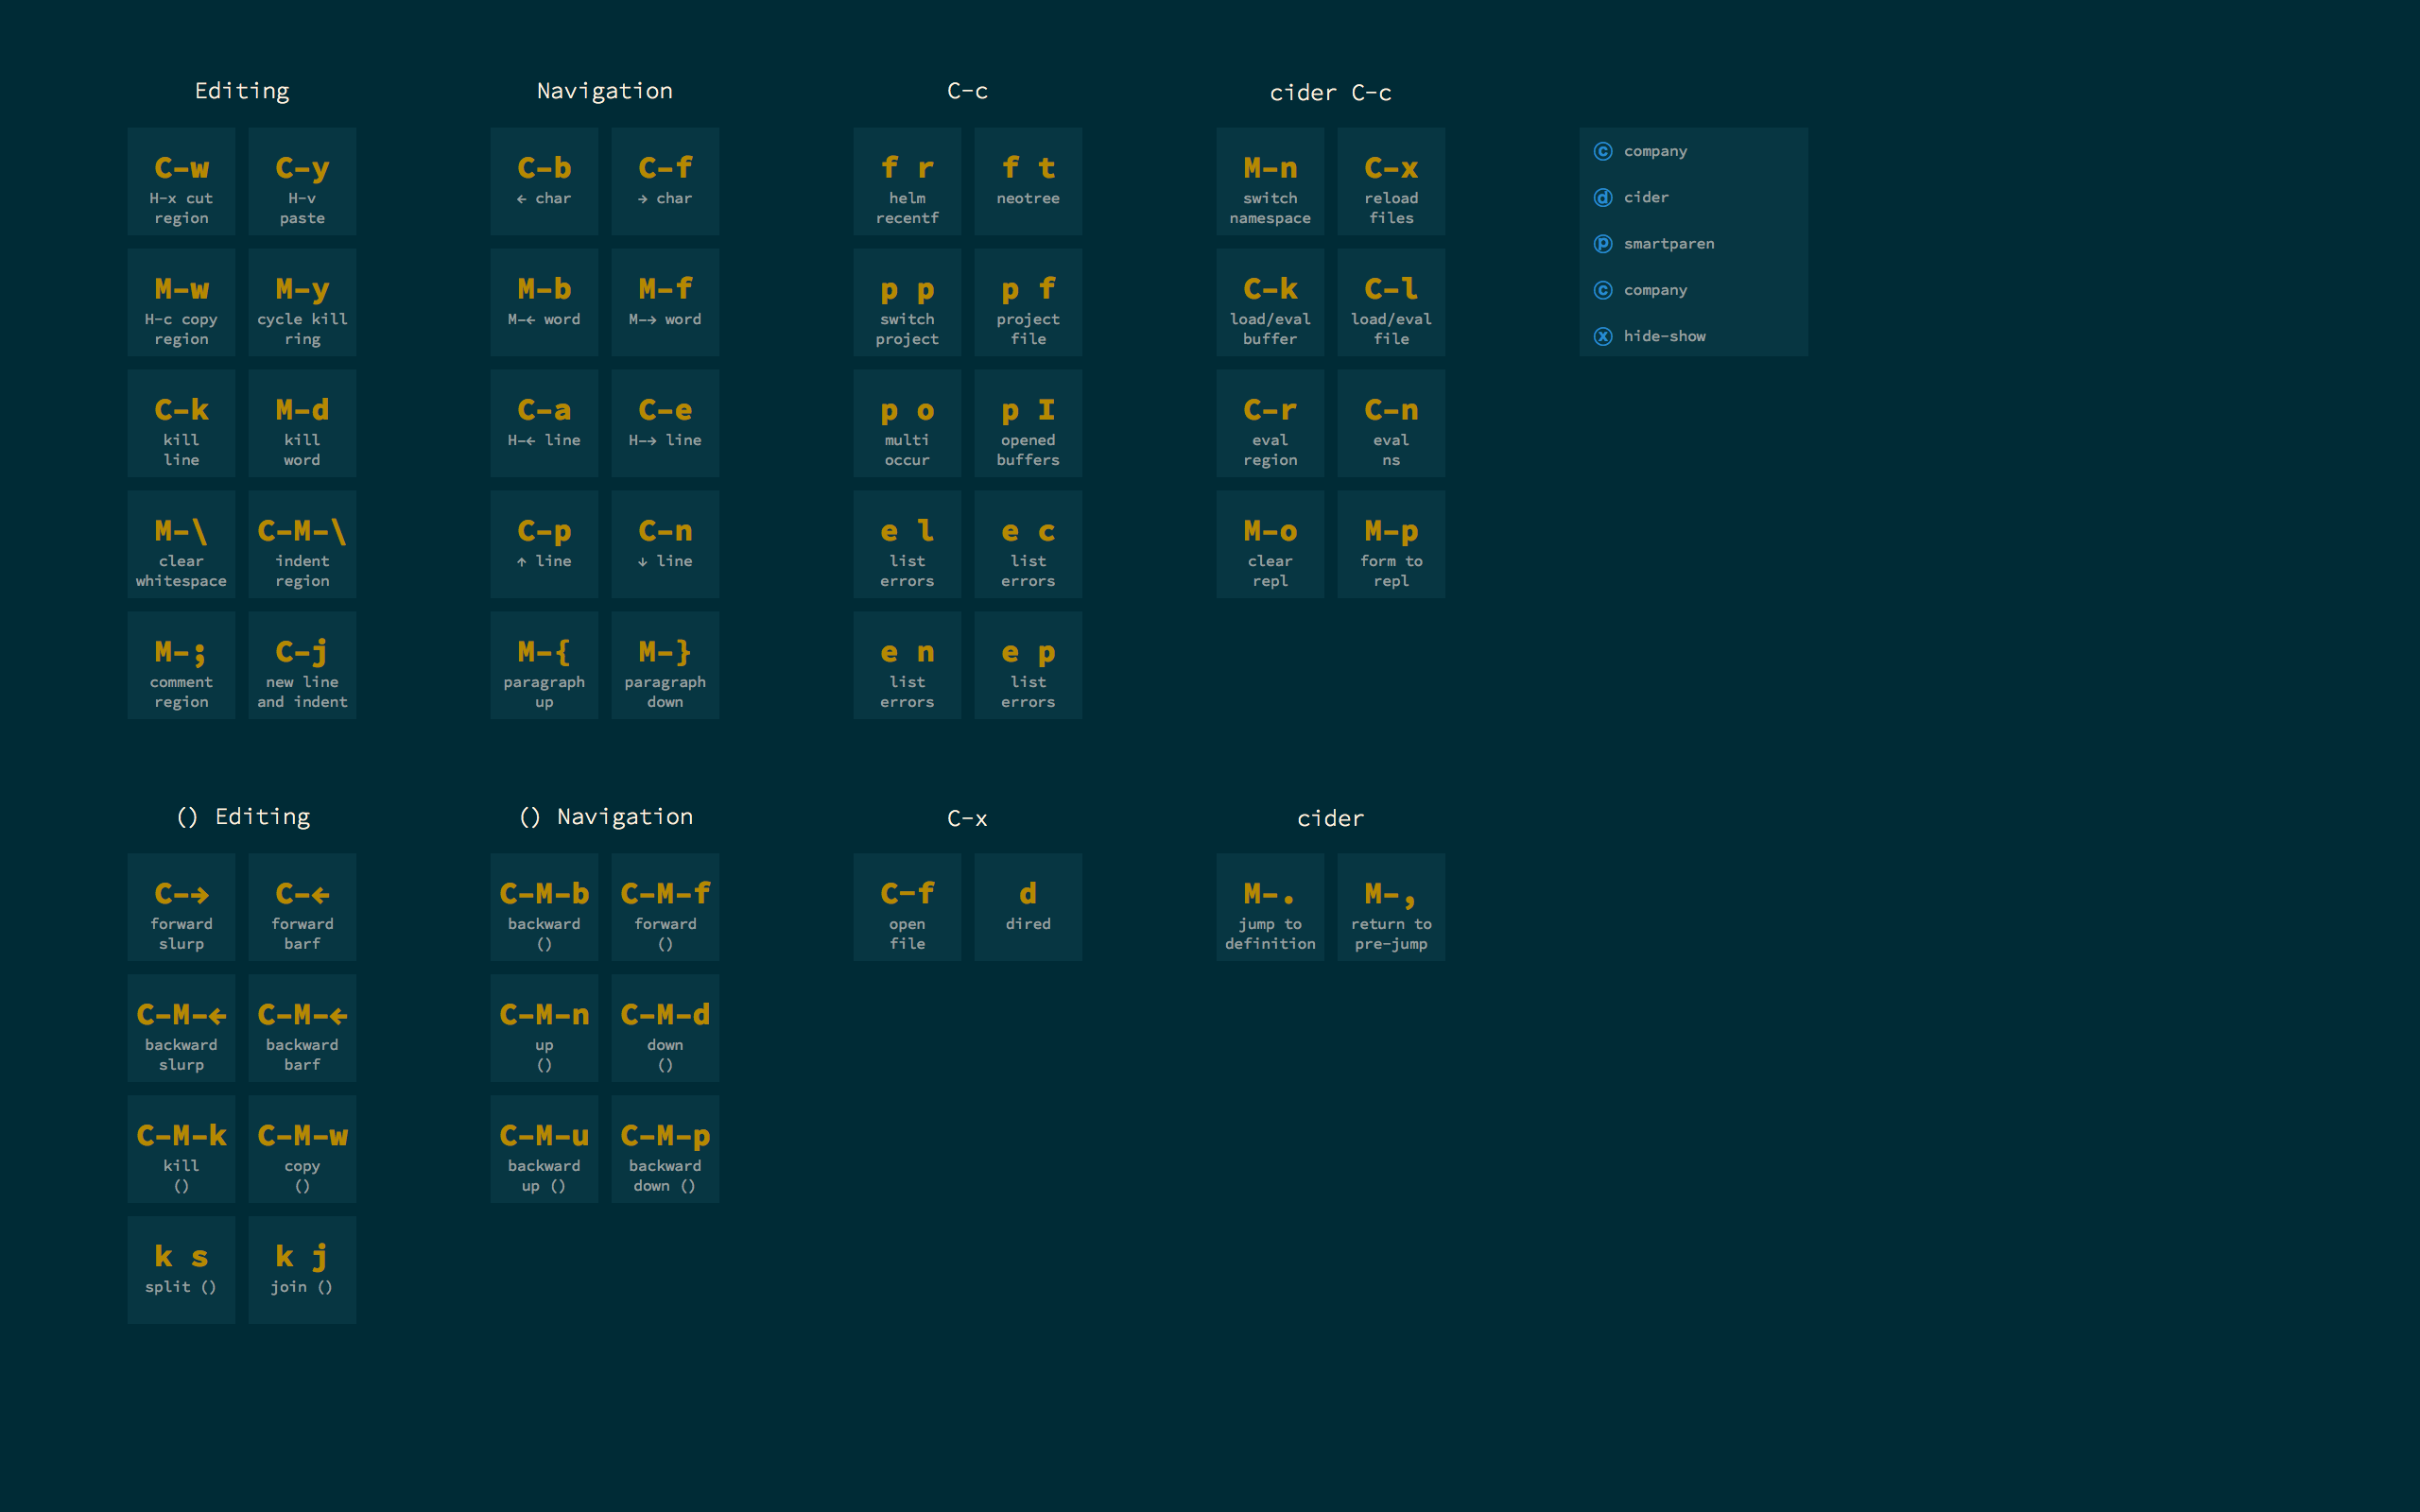 Editing
C-w
H-x cut
region
C-y
H-v
paste
M-w
H-c copy
region
M-y
cycle kill
ring
C-k
kill
line
M-d
kill
word
M-\
clear
whitespace
C-M-\
indent
region
M-;
comment
region
C-j
new line
and indent
Navigation
C-b
← char
C-f
→ char
M-b
M-← word
M-f
M-→ word
C-a
H-← line
C-e
H-→ line
C-p
↑ line
C-n
↓ line
M-{
paragraph
up
M-}
paragraph
down
C-c
f r
helm
recentf
f t
neotree
p p
switch
project
p f
project
file
p o
multi
occur
p I
opened
buffers
e l
list
errors
e c
list
errors
e n
list
errors
e p
list
errors
cider C-c
M-n
switch
namespace
C-x
reload
files
C-k
load/eval
buffer
C-l
load/eval
file
C-r
eval
region
C-n
eval
ns
M-o
clear
repl
M-p
form to
repl
ⓒ company
ⓓ cider
ⓟ smartparen
ⓒ company
ⓧ hide-show
() Editing
C-→
forward
slurp
C-←
forward
barf
C-M-←
backward
slurp
C-M-←
backward
barf
C-M-k
kill
()
C-M-w
copy
()
k s
split ()
k j
join ()
() Navigation
C-M-b
backward
()
C-M-f
forward
()
C-M-n
up
()
C-M-d
down
()
C-M-u
backward
up ()
C-M-p
backward
down ()
C-x
C-f
open
file
d
dired
cider
M-.
jump to
definition
M-,
return to
pre-jump